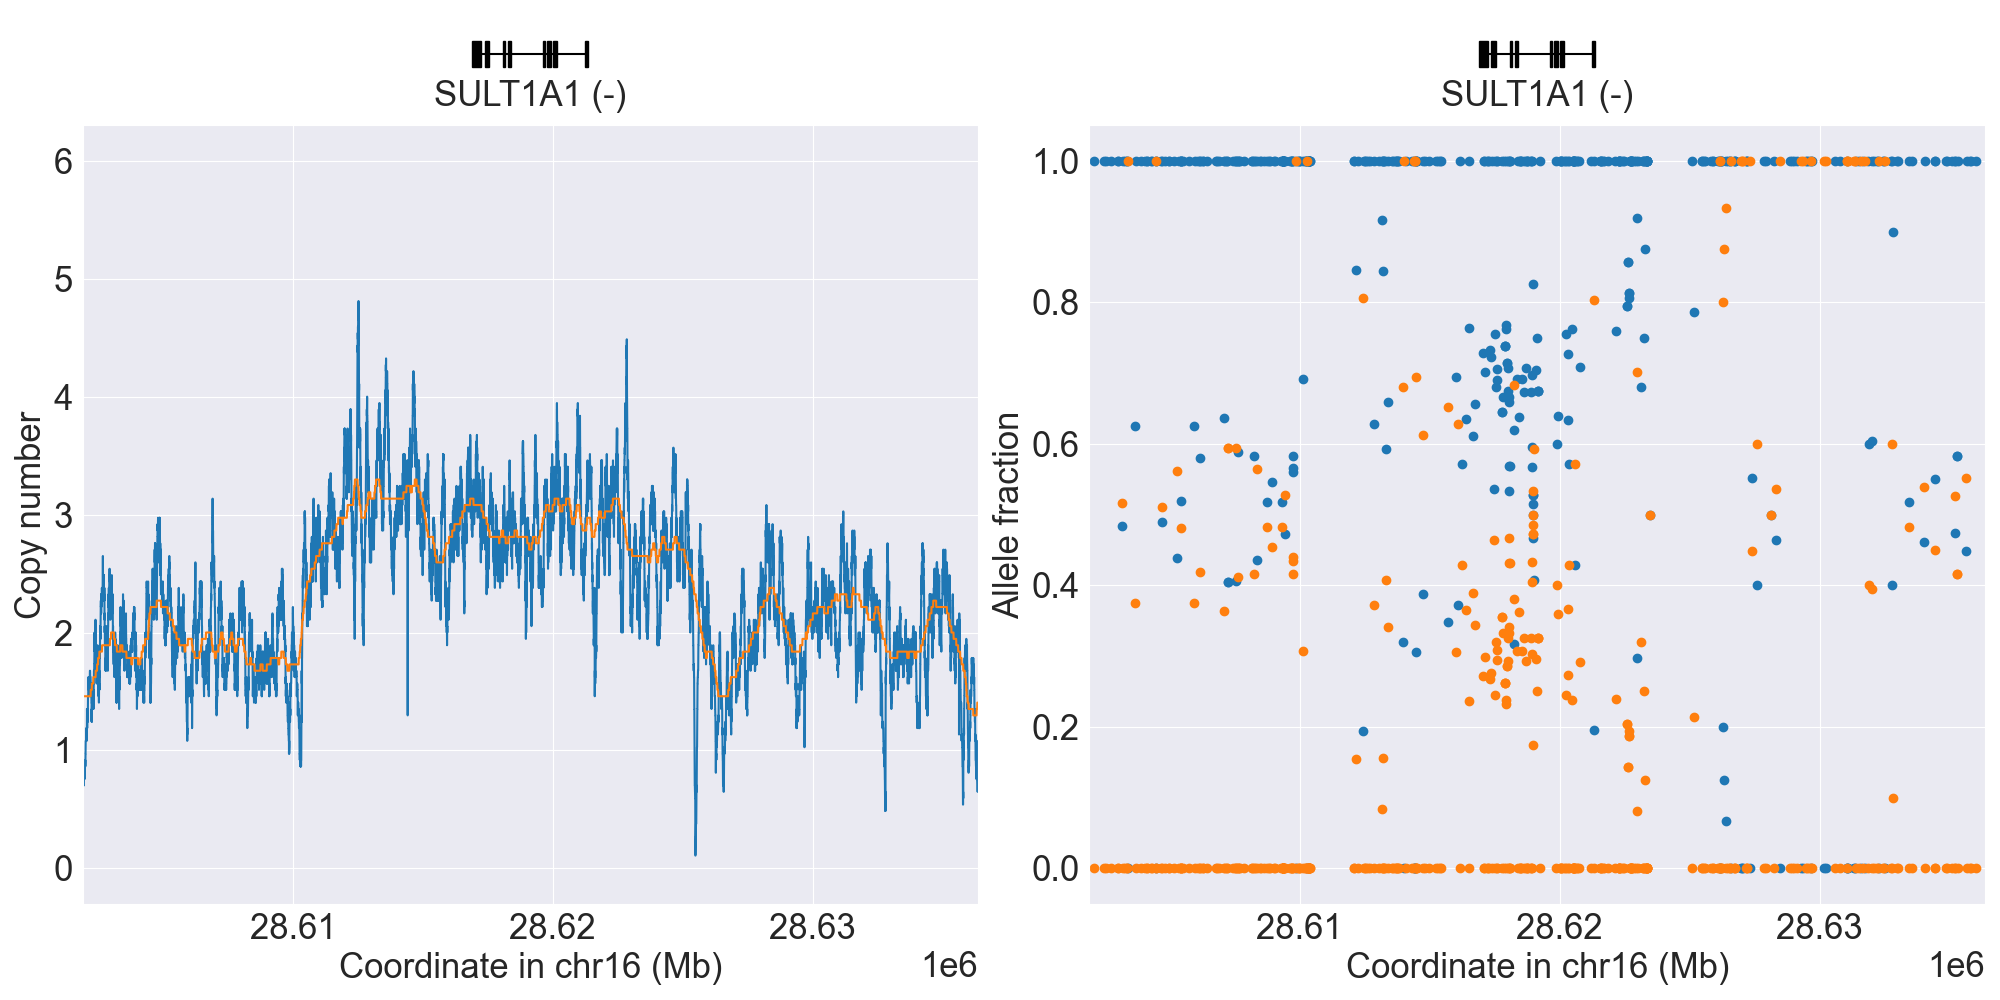 SULT1A1 (-)
6
5
4
3
2
1
0
Copy number
28.61 28.62 28.63
Coordinate in chr16 (Mb)
1e6
SULT1A1 (-)
1.0
0.8
0.6
0.4
0.2
0.0
Allele fraction
28.61 28.62 28.63
Coordinate in chr16 (Mb)
1e6